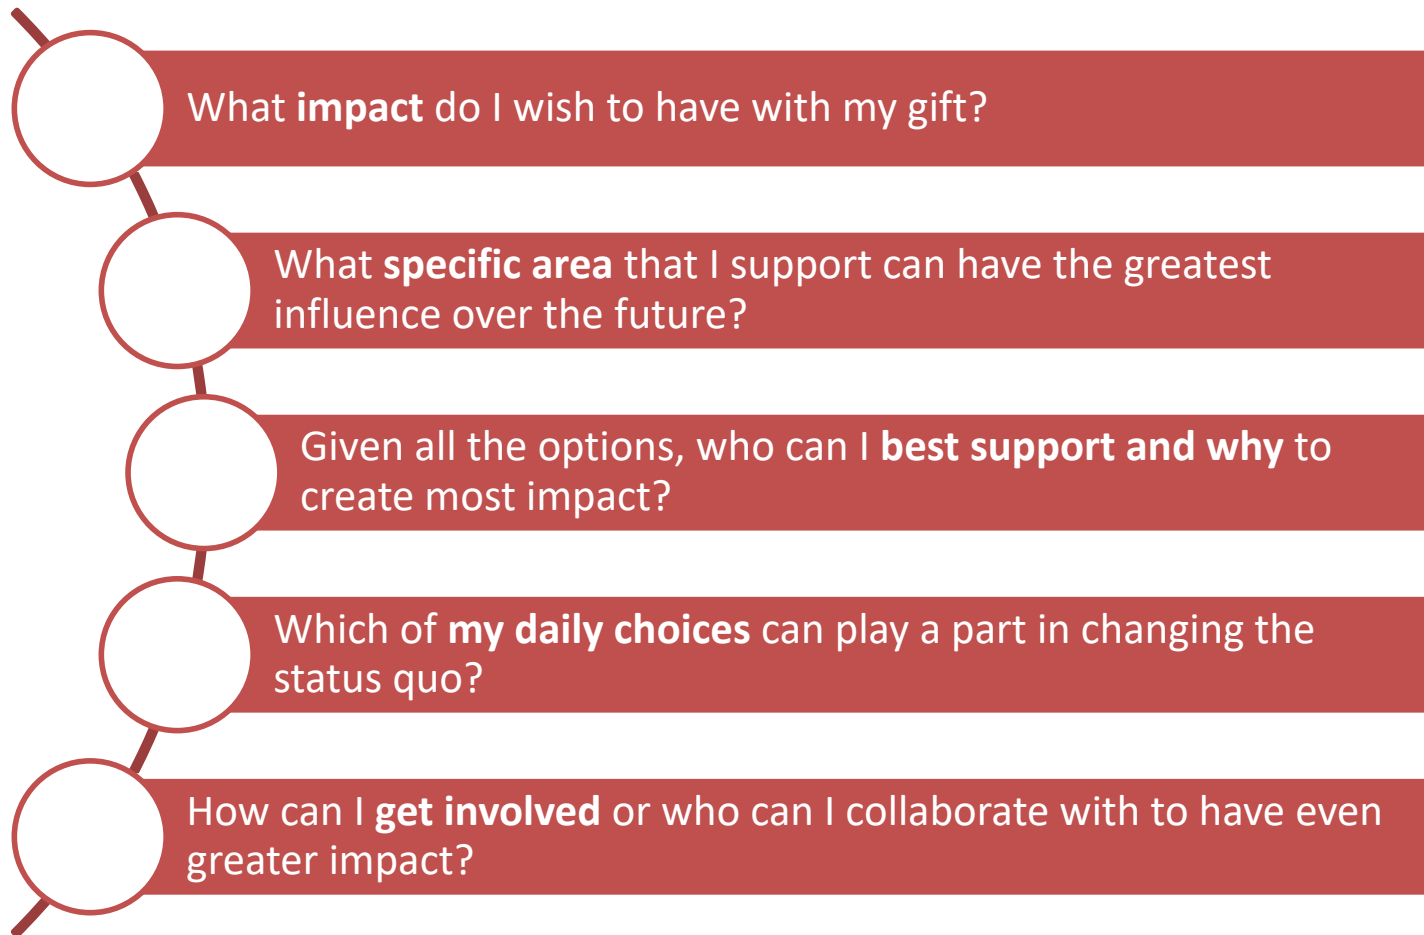 What impact do I wish to have with my gift?
What specific area that I support can have the greatest
influence over the future?
Given all the options, who can I best support and why to
create most impact?
Which of my daily choices can play a part in changing the
status quo?
How can I get involved or who can I collaborate with to have even
greater impact?